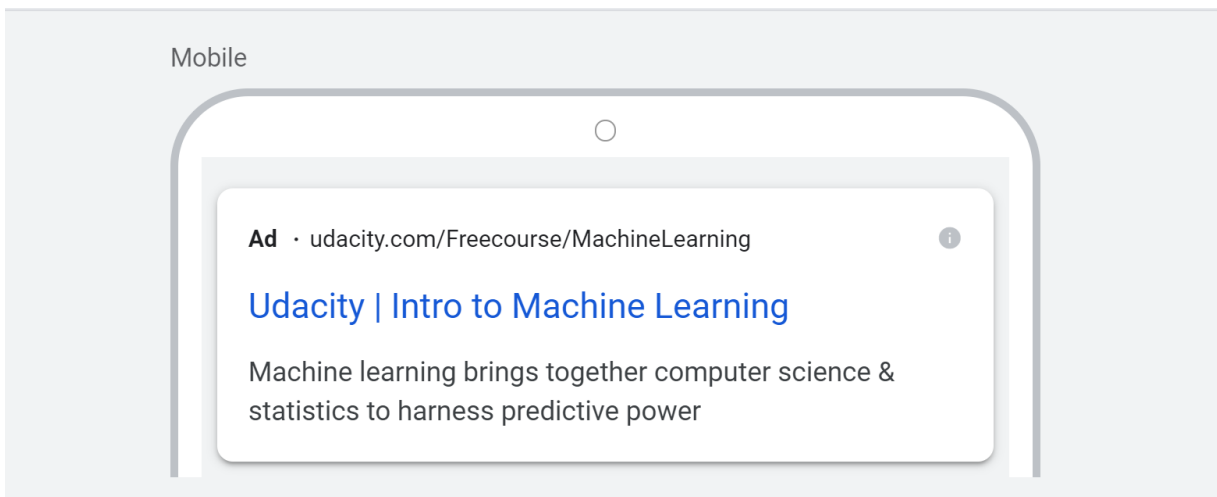 Mobile
Ad · udacity.com/Freecourse/MachineLearning
Udacity | Intro to Machine Learning
Machine learning brings together computer science &
statistics to harness predictive power